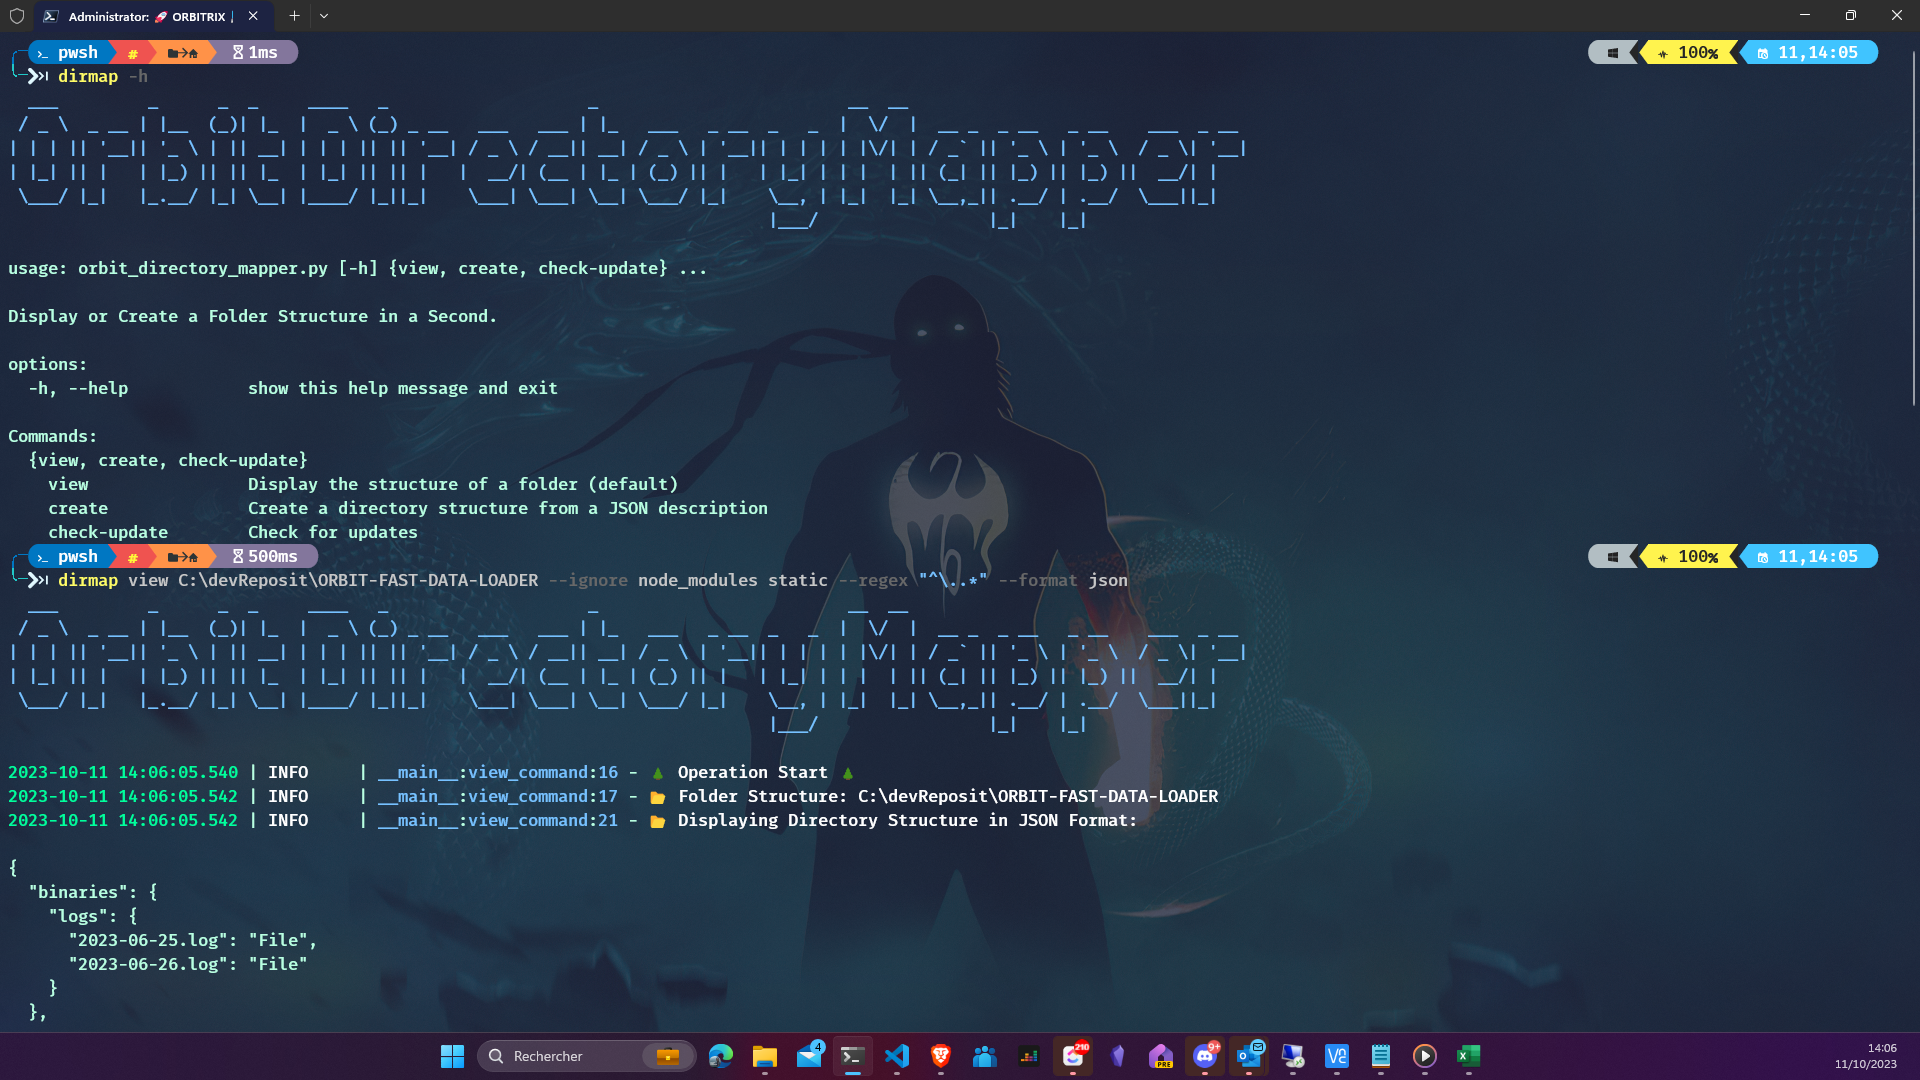 Administrator: 🚀 ORBITRIX |
pwsh # 1ms 100% 11,14:05
dirmap -h
OrbitDirectoryMapper
usage: orbit_directory_mapper.py [-h] {view, create, check-update} ...
Display or Create a Folder Structure in a Second.
options:
-h, --help show this help message and exit
Commands:
{view, create, check-update}
view Display the structure of a folder (default)
create Create a directory structure from a JSON description
check-update Check for updates
pwsh # 500ms 100% 11,14:05
dirmap view C:\devReposit\ORBIT-FAST-DATA-LOADER --ignore node_modules static --regex "^\..*" --format json
OrbitDirectoryMapper
2023-10-11 14:06:05.540 | INFO | __main__:view_command:16 - 🌲 Operation Start 🌲
2023-10-11 14:06:05.542 | INFO | __main__:view_command:17 - 📂 Folder Structure: C:\devReposit\ORBIT-FAST-DATA-LOADER
2023-10-11 14:06:05.542 | INFO | __main__:view_command:21 - 📂 Displaying Directory Structure in JSON Format:
{
"binaries": {
"logs": {
"2023-06-25.log": "File",
"2023-06-26.log": "File"
}
},
Rechercher
4
210
PRE
9+
14:06
11/10/2023